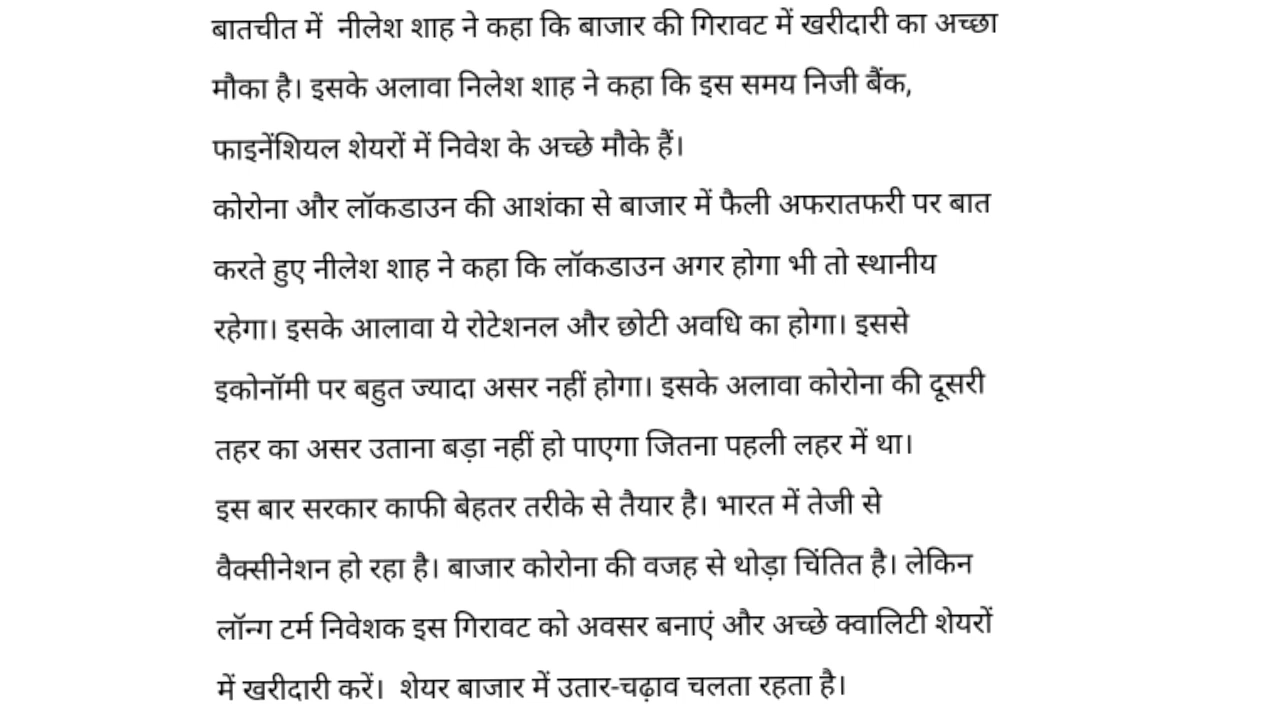 बातचीत में  नीलेश शाह ने कहा कि बाजार की गिरावट में खरीदारी का अच्छा
मौका है। इसके अलावा निलेश शाह ने कहा कि इस समय निजी बैंक,
फाइनेंशियल शेयरों में निवेश के अच्छे मौके हैं।
कोरोना और लॉकडाउन की आशंका से बाजार में फैली अफरातफरी पर बात
करते हुए नीलेश शाह ने कहा कि लॉकडाउन अगर होगा भी तो स्थानीय
रहेगा। इसके आलावा ये रोटेशनल और छोटी अवधि का होगा। इससे
इकोनॉमी पर बहुत ज्यादा असर नहीं होगा। इसके अलावा कोरोना की दूसरी
तहर का असर उताना बड़ा नहीं हो पाएगा जितना पहली लहर में था।
इस बार सरकार काफी बेहतर तरीके से तैयार है। भारत में तेजी से
वैक्सीनेशन हो रहा है। बाजार कोरोना की वजह से थोड़ा चिंतित है। लेकिन
लॉन्ग टर्म निवेशक इस गिरावट को अवसर बनाएं और अच्छे क्वालिटी शेयरों
में खरीदारी करें।  शेयर बाजार में उतार-चढ़ाव चलता रहता है।